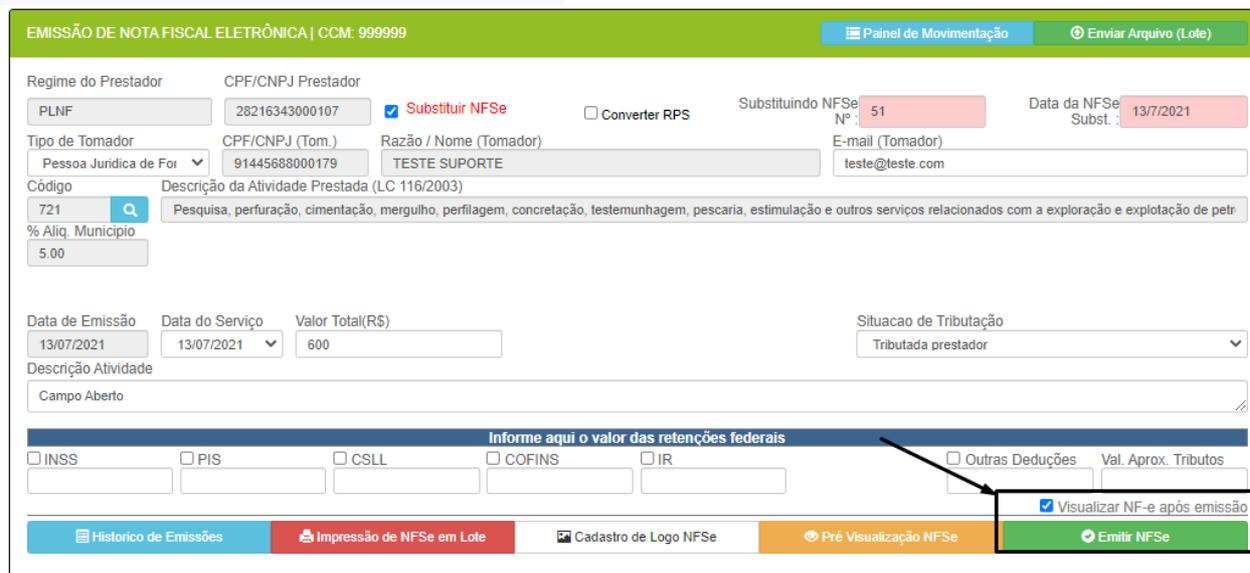 EMISSÃO DE NOTA FISCAL ELETRÔNICA | CCM: 999999 Painel de Movimentação Enviar Arquivo (Lote)
Regime do Prestador CPF/CNPJ Prestador
PLNF 28216343000107 Substituir NFSe Converter RPS Substituindo NFSe Nº : 51 Data da NFSe Subst. : 13/7/2021
Tipo de Tomador CPF/CNPJ (Tom.) Razão / Nome (Tomador) E-mail (Tomador)
Pessoa Juridica de For 91445688000179 TESTE SUPORTE teste@teste.com
Código Descrição da Atividade Prestada (LC 116/2003)
721 Pesquisa, perfuração, cimentação, mergulho, perfilagem, concretação, testemunhagem, pescaria, estimulação e outros serviços relacionados com a exploração e explotação de petr
% Aliq. Municipio
5.00
Data de Emissão Data do Serviço Valor Total(R$) Situacao de Tributação
13/07/2021 13/07/2021 600 Tributada prestador
Descrição Atividade
Campo Aberto
Informe aqui o valor das retenções federais
INSS PIS CSLL COFINS IR Outras Deduções Val. Aprox. Tributos
Visualizar NF-e após emissão
Historico de Emissões Impressão de NFSe em Lote Cadastro de Logo NFSe Pré Visualização NFSe Emitir NFSe